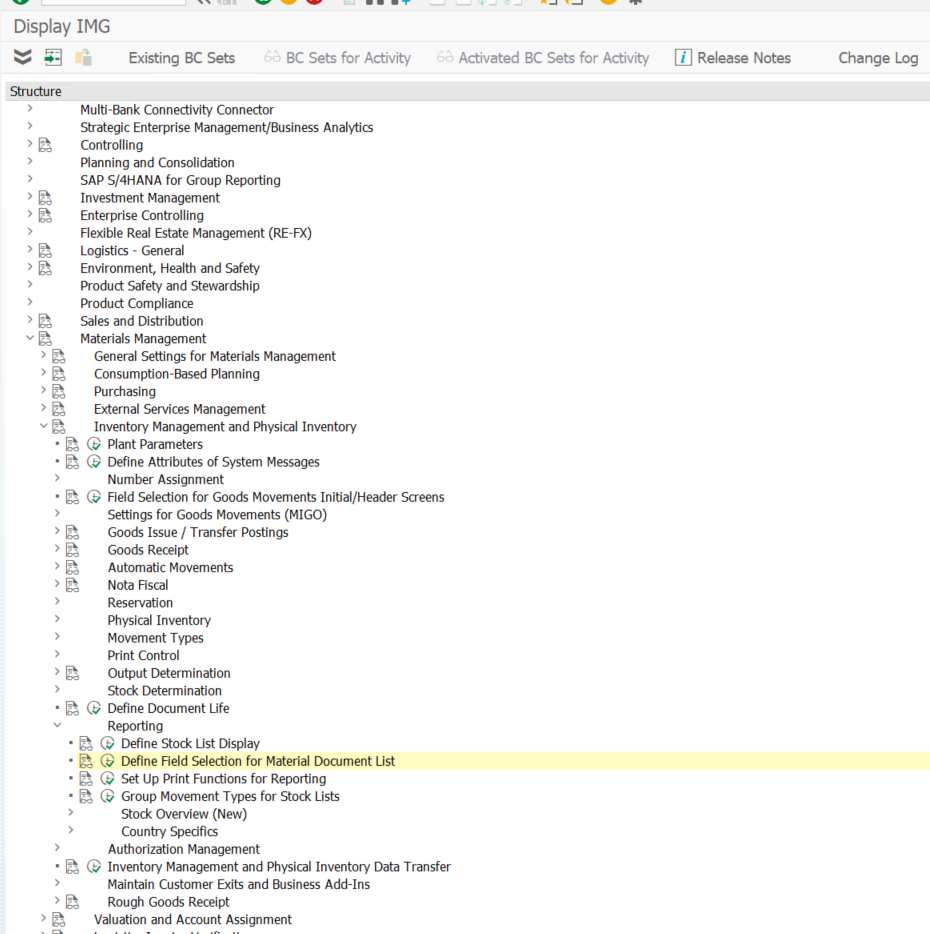 Display IMG
Existing BC Sets BC Sets for Activity Activated BC Sets for Activity i Release Notes Change Log
Structure
Multi-Bank Connectivity Connector
Strategic Enterprise Management/Business Analytics
Controlling
Planning and Consolidation
SAP S/4HANA for Group Reporting
Investment Management
Enterprise Controlling
Flexible Real Estate Management (RE-FX)
Logistics - General
Environment, Health and Safety
Product Safety and Stewardship
Product Compliance
Sales and Distribution
Materials Management
General Settings for Materials Management
Consumption-Based Planning
Purchasing
External Services Management
Inventory Management and Physical Inventory
Plant Parameters
Define Attributes of System Messages
Number Assignment
Field Selection for Goods Movements Initial/Header Screens
Settings for Goods Movements (MIGO)
Goods Issue / Transfer Postings
Goods Receipt
Automatic Movements
Nota Fiscal
Reservation
Physical Inventory
Movement Types
Print Control
Output Determination
Stock Determination
Define Document Life
Reporting
Define Stock List Display
Define Field Selection for Material Document List
Set Up Print Functions for Reporting
Group Movement Types for Stock Lists
Stock Overview (New)
Country Specifics
Authorization Management
Inventory Management and Physical Inventory Data Transfer
Maintain Customer Exits and Business Add-Ins
Rough Goods Receipt
Valuation and Account Assignment